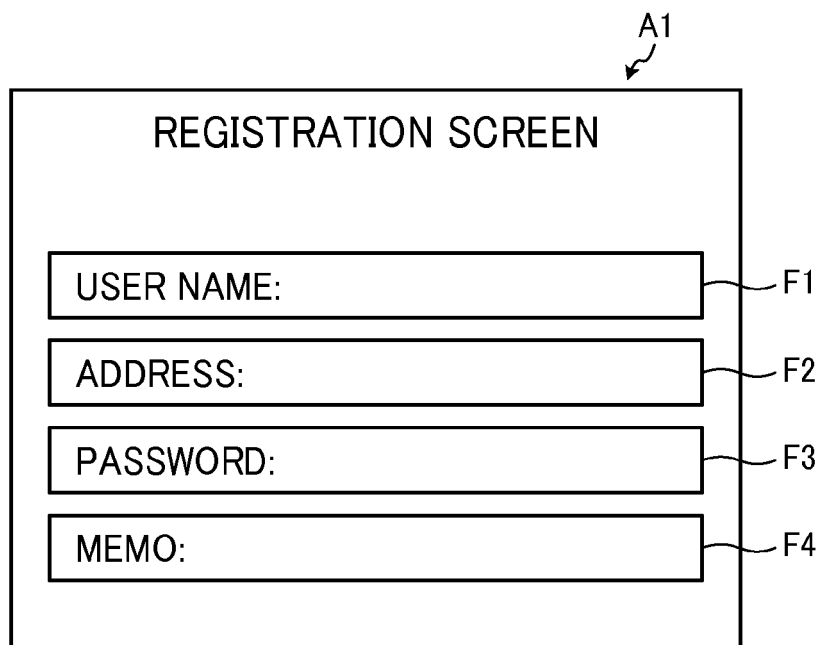 A1
REGISTRATION SCREEN
USER NAME:
F1
ADDRESS:
F2
PASSWORD:
F3
MEMO:
F4